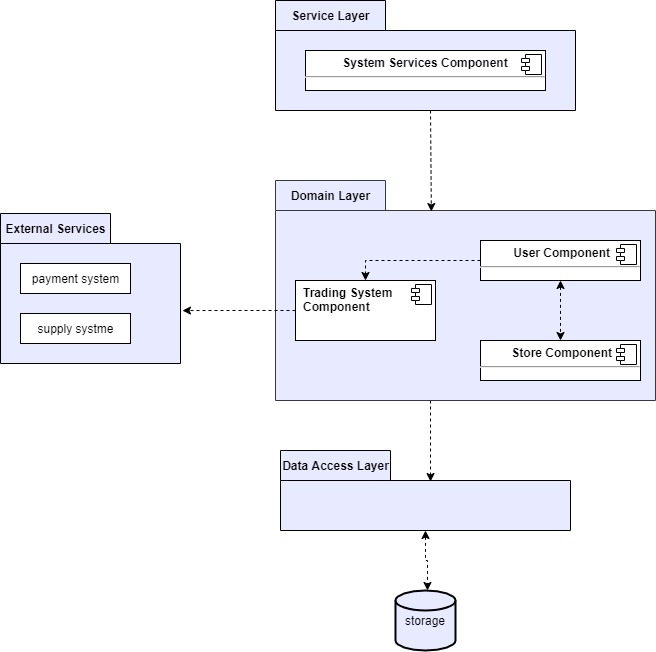 Service Layer
System Services Component
Domain Layer
External Services
User Component
payment system
Trading System
Component
supply systme
Store Component
Data Access Layer
storage